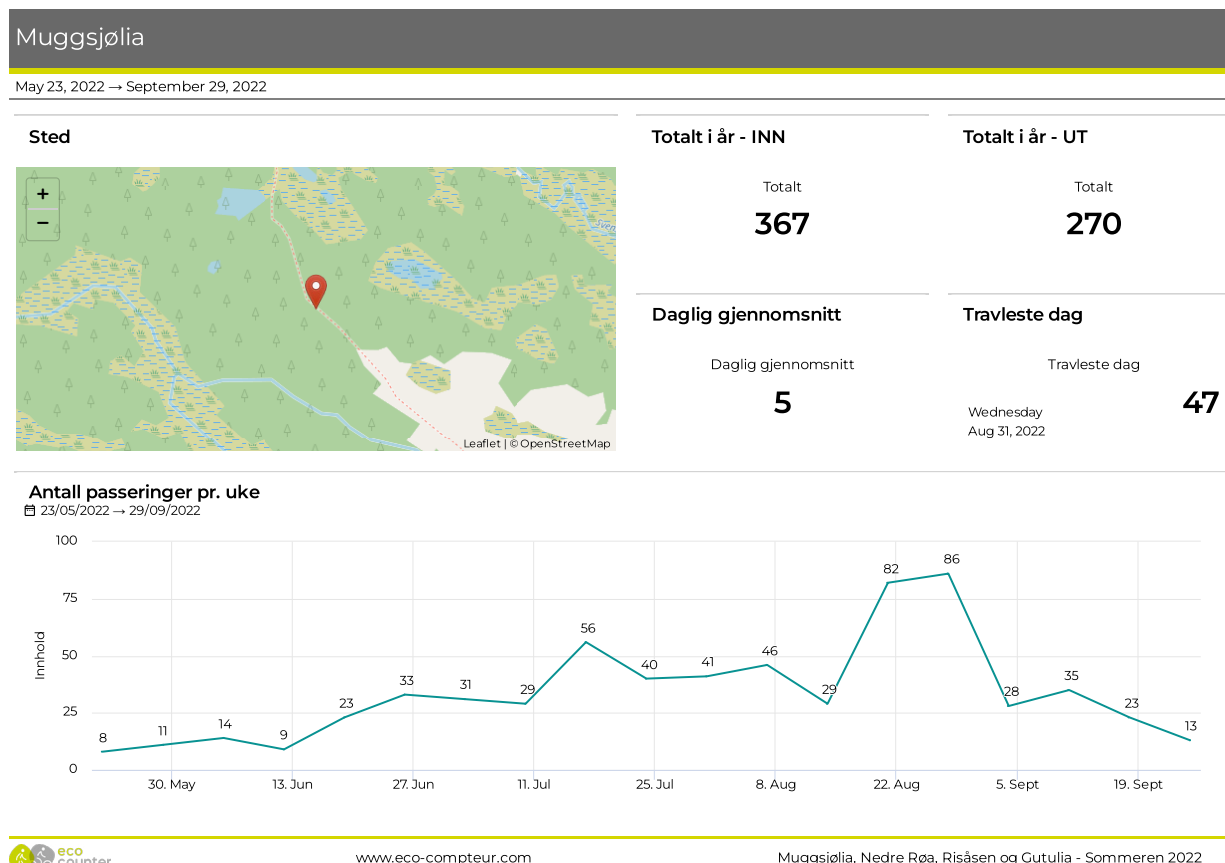 Muggsjølia
May 23, 2022 → September 29, 2022
Sted
+
−
Sven
Leaflet | © OpenStreetMap
Totalt i år - INN
Totalt
367
Totalt i år - UT
Totalt
270
Daglig gjennomsnitt
Daglig gjennomsnitt
5
Travleste dag
Travleste dag
Wednesday
Aug 31, 2022
47
Antall passeringer pr. uke
23/05/2022 → 29/09/2022
Innhold
100
75
50
25
0
8
11
14
9
23
33
31
29
56
40
41
46
29
82
86
28
35
23
13
30. May
13. Jun
27. Jun
11. Jul
25. Jul
8. Aug
22. Aug
5. Sept
19. Sept
eco
counter
www.eco-compteur.com
Muggsjølia, Nedre Røa, Risåsen og Gutulia - Sommeren 2022